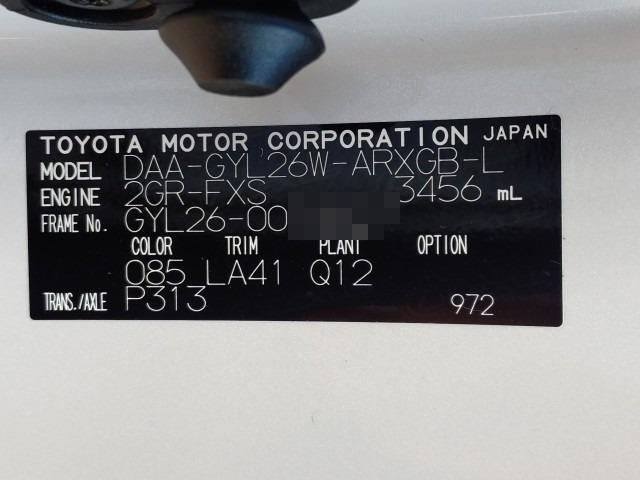 TOYOTA MOTOR CORPORATION JAPAN
MODEL DAA-GYL26W-ARXGB-L
ENGINE 2GR-FXS 3456 mL
FRAME No. GYL26-00
COLOR TRIM PLANT OPTION
085 LA41 Q12
TRANS./AXLE P313 972